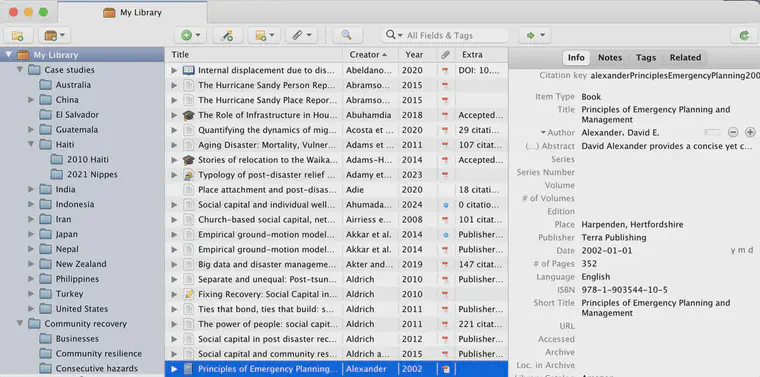 My Library
All Fields & Tags
My Library
Case studies
Australia
China
El Salvador
Guatemala
Haiti
2010 Haiti
2021 Nippes
India
Indonesia
Iran
Japan
Nepal
New Zealand
Philippines
Turkey
United States
Community recovery
Businesses
Community resilience
Consecutive hazards
Title Creator Year Extra
Internal displacement due to dis... Abeldano... 2020 DOI: 10....
The Hurricane Sandy Person Rep... Abramso... 2015
The Hurricane Sandy Place Repor... Abramso... 2015
The Role of Infrastructure in Hou... Abuhamdia 2018 Accepted...
Quantifying the dynamics of mig... Acosta et al. 2020 29 citati...
Aging Disaster: Mortality, Vulner... Adams et al. 2011 107 citat...
Stories of relocation to the Waika... Adams-H... 2014 Accepted...
Typology of post-disaster relief ... Adamy et al. 2023
Place attachment and post-disas... Adie 2020 18 citati...
Social capital and individual well... Ahumada... 2024 0 citatio...
Church-based social capital, net... Airriess et al. 2008 101 citat...
Empirical ground-motion model... Akkar et al. 2014 Publisher...
Empirical ground-motion model... Akkar et al. 2014 Publisher...
Big data and disaster manageme... Akter and... 2019 147 citat...
Separate and unequal: Post-tsun... Aldrich 2010 Publisher...
Fixing Recovery: Social Capital in... Aldrich 2010
Ties that bond, ties that build: s... Aldrich 2011 Publisher...
The power of people: social capit... Aldrich 2011 221 citat...
Social capital in post disaster rec... Aldrich 2012 Publisher...
Social capital and community res... Aldrich 2015 Publisher...
Principles of Emergency Planning... Alexander 2002
Info Notes Tags Related
Citation key alexanderPrinciplesEmergencyPlanning200
Item Type Book
Title Principles of Emergency Planning and
Management
Author Alexander, David E.
(...) Abstract David Alexander provides a concise yet c...
Series
Series Number
Volume
# of Volumes
Edition
Place Harpenden, Hertfordshire
Publisher Terra Publishing
Date 2002-01-01 y m d
# of Pages 352
Language English
ISBN 978-1-903544-10-5
Short Title Principles of Emergency Planning and
Management
URL
Accessed
Archive
Loc. in Archive